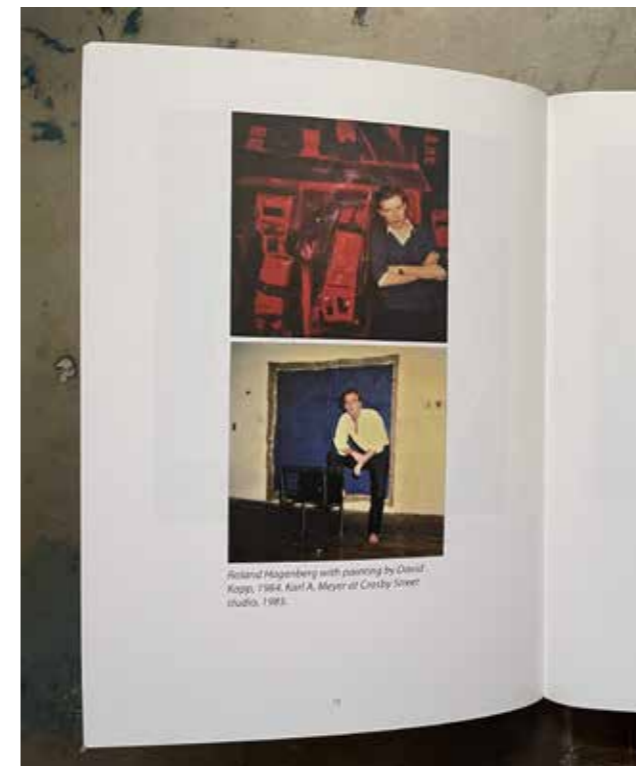 Roland Hagenberg with painting by David
Kapp, 1984. Karl A. Meyer at Crosby Street
studio, 1985.